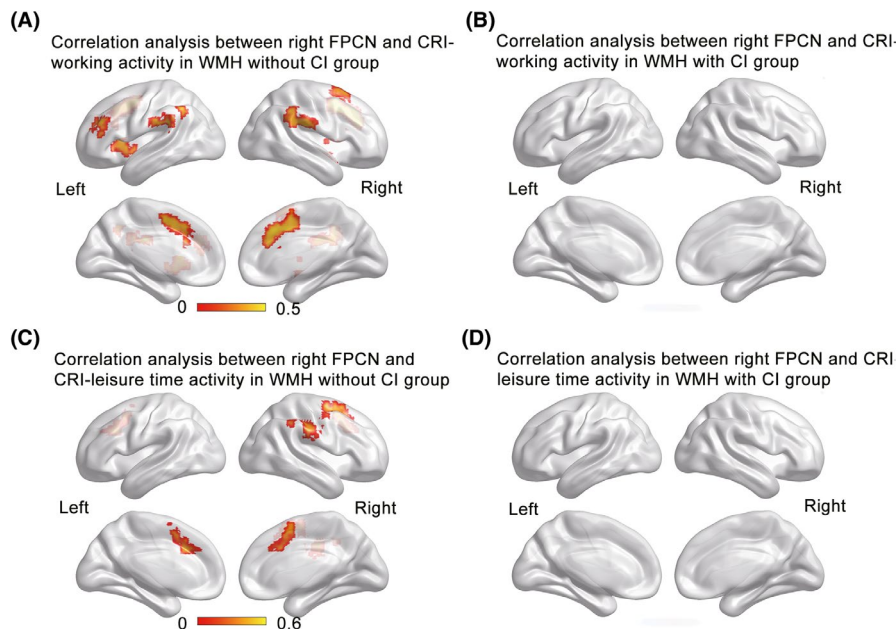 (A)
Correlation analysis between right FPCN and CRI-
working activity in WMH without CI group
Left
Right
0
0.5
(B)
Correlation analysis between right FPCN and CRI-
working activity in WMH with CI group
Left
Right
(C)
Correlation analysis between right FPCN and
CRI-leisure time activity in WMH without CI group
Left
Right
0
0.6
(D)
Correlation analysis between right FPCN and CRI
leisure time activity in WMH with CI group
Left
Right